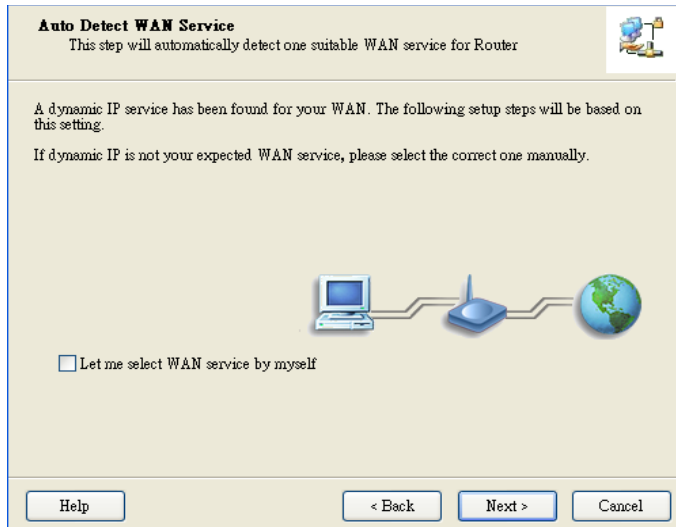 Auto Detect WAN Service
This step will automatically detect one suitable WAN service for Router
A dynamic IP service has been found for your WAN. The following setup steps will be based on
this setting.
If dynamic IP is not your expected WAN service, please select the correct one manually.
Let me select WAN service by myself
Help
< Back
Next >
Cancel